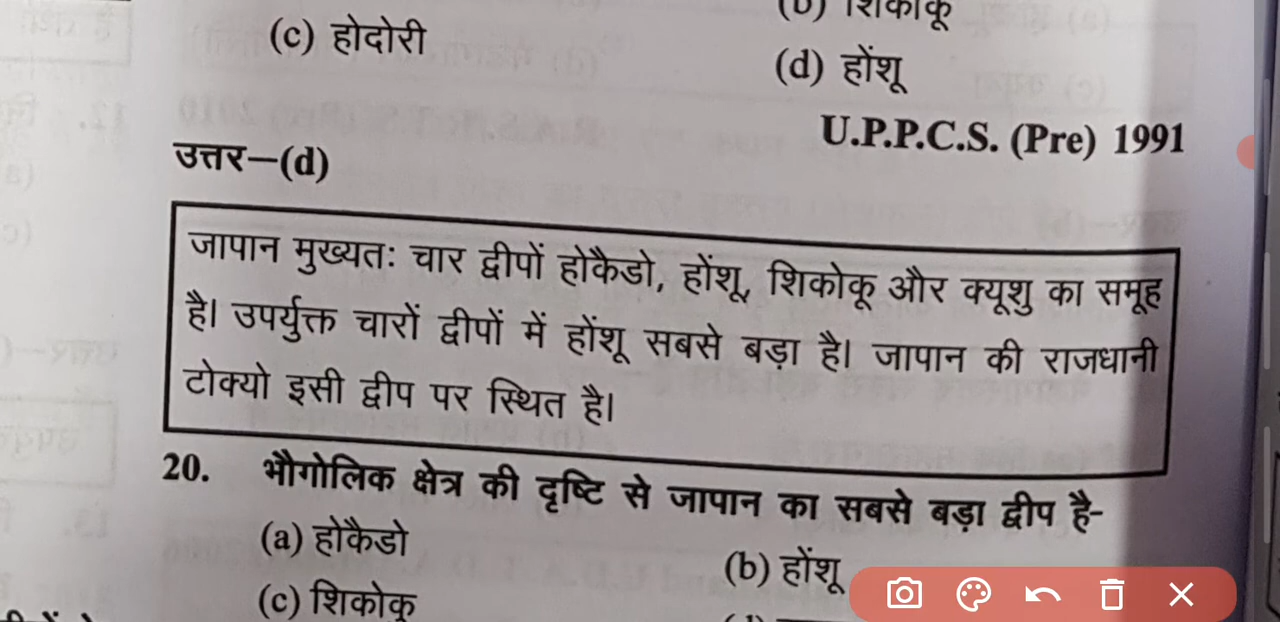 (b) शिकोकू
(c) होदोरी
(d) होंशू
U.P.P.C.S. (Pre) 1991
उत्तर–(d)
जापान मुख्यतः चार द्वीपों होकैडो, होंशू, शिकोकू और क्यूशु का समूह
है। उपर्युक्त चारों द्वीपों में होंशू सबसे बड़ा है। जापान की राजधानी
टोक्यो इसी द्वीप पर स्थित है।
20. भौगोलिक क्षेत्र की दृष्टि से जापान का सबसे बड़ा द्वीप है-
(a) होकैडो
(b) होंशू
(c) शिकोकू